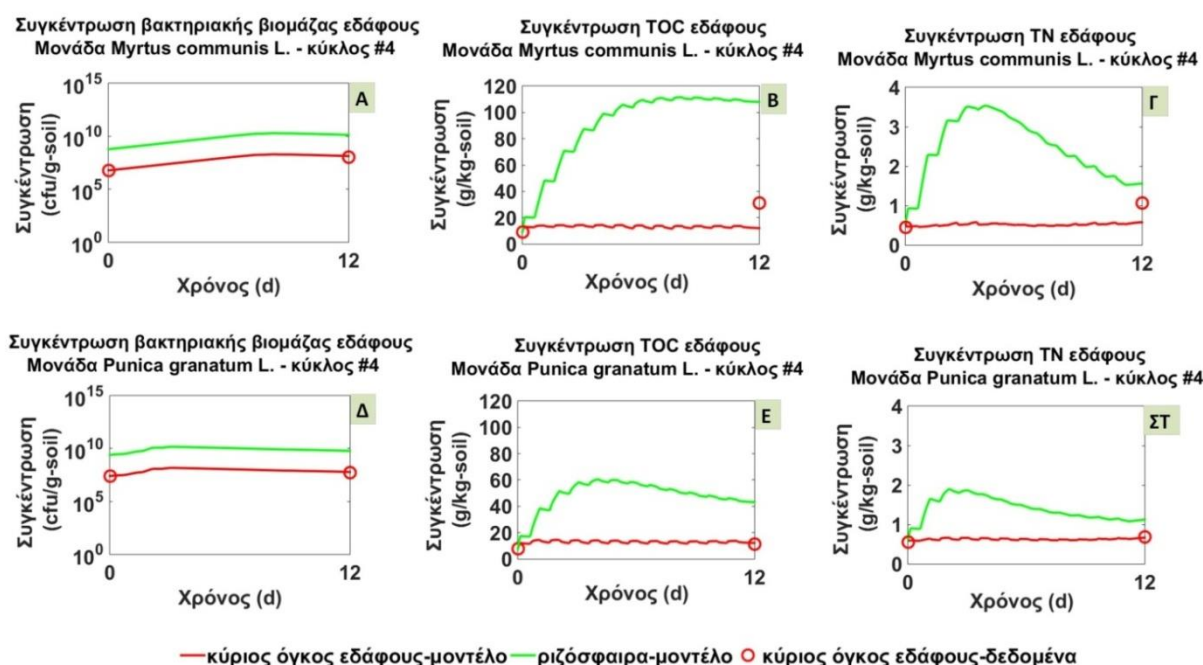 Συγκέντρωση βακτηριακής βιομάζας εδάφους
Μονάδα Myrtus communis L. - κύκλος #4
10^15
10^10
10^5
10^0
Συγκέντρωση
(cfu/g-soil)
A
0
12
Χρόνος (d)
Συγκέντρωση TOC εδάφους
Μονάδα Myrtus communis L. - κύκλος #4
120
100
80
60
40
20
0
Συγκέντρωση
(g/kg-soil)
B
0
12
Χρόνος (d)
Συγκέντρωση TN εδάφους
Μονάδα Myrtus communis L. - κύκλος #4
4
3
2
1
0
Συγκέντρωση
(g/kg-soil)
Γ
0
12
Χρόνος (d)
Συγκέντρωση βακτηριακής βιομάζας εδάφους
Μονάδα Punica granatum L. - κύκλος #4
10^15
10^10
10^5
10^0
Συγκέντρωση
(cfu/g-soil)
Δ
0
12
Χρόνος (d)
Συγκέντρωση TOC εδάφους
Μονάδα Punica granatum L. - κύκλος #4
120
100
80
60
40
20
0
Συγκέντρωση
(g/kg-soil)
E
0
12
Χρόνος (d)
Συγκέντρωση TN εδάφους
Μονάδα Punica granatum L. - κύκλος #4
4
3
2
1
0
Συγκέντρωση
(g/kg-soil)
ΣΤ
0
12
Χρόνος (d)
κύριος όγκος εδάφους-μοντέλο ριζόσφαιρα-μοντέλο κύριος όγκος εδάφους-δεδομένα